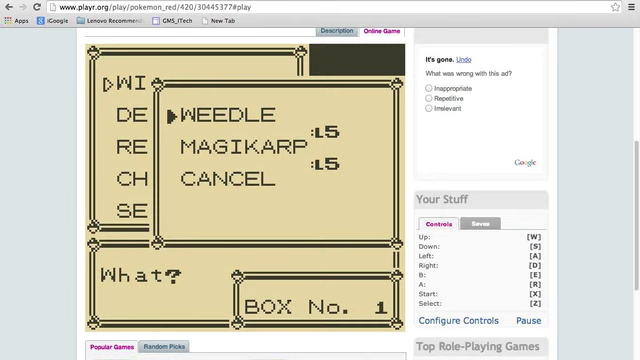 www.playr.org/play/pokemon_red/420/30445377#play
Apps
iGoogle
Lenovo Recommend
GMS_ITech
New Tab
Description
Online Game
WI
DE
RE
CH
SE
WEEDLE
:L5
MAGIKARP
:L5
CANCEL
What?
BOX No. 1
It's gone. Undo
What was wrong with this ad?
Inappropriate
Repetitive
Irrelevant
Google
Your Stuff
Controls
Saves
Up: [W]
Down: [S]
Left: [A]
Right: [D]
B: [E]
A: [R]
Start: [X]
Select: [Z]
Configure Controls
Pause
Popular Games
Random Picks
Top Role-Playing Games